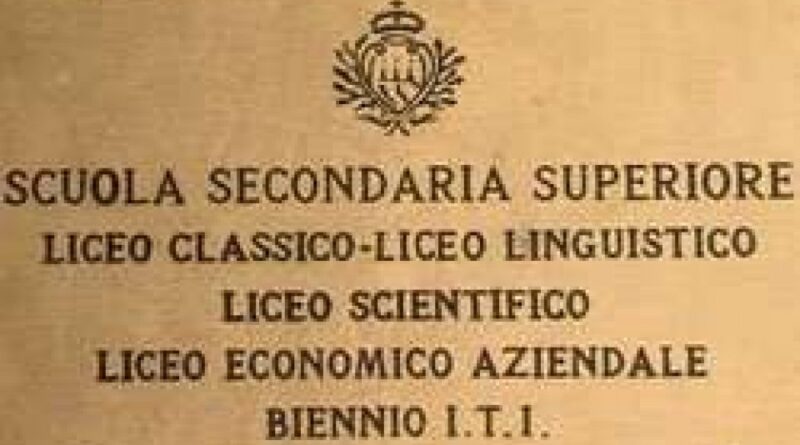 SCUOLA SECONDARIA SUPERIORE
LICEO CLASSICO-LICEO LINGUISTICO
LICEO SCIENTIFICO
LICEO ECONOMICO AZIENDALE
BIENNIO I.T.I.